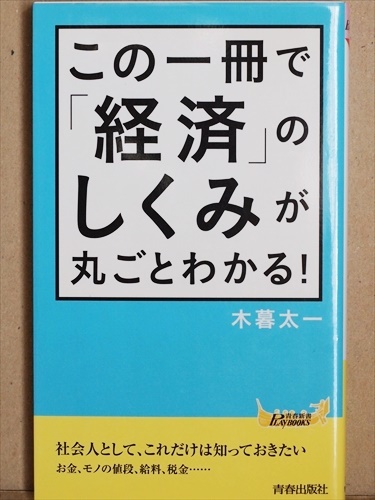 この一冊で
「経済」の
しくみが
丸ごとわかる!
木暮太一
青春新書
PLAYBOOKS
社会人として、これだけは知っておきたい
お金、モノの値段、給料、税金……
青春出版社